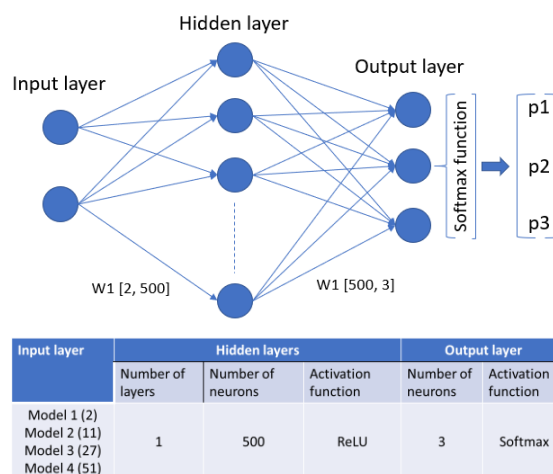 Hidden layer
Input layer
Output layer
Softmax function
p1
p2
p3
W1 [2, 500]
W1 [500, 3]
Input layer
Hidden layers
Output layer
Number of layers
Number of neurons
Activation function
Number of neurons
Activation function
Model 1 (2)
Model 2 (11)
Model 3 (27)
Model 4 (51)
1
500
ReLU
3
Softmax